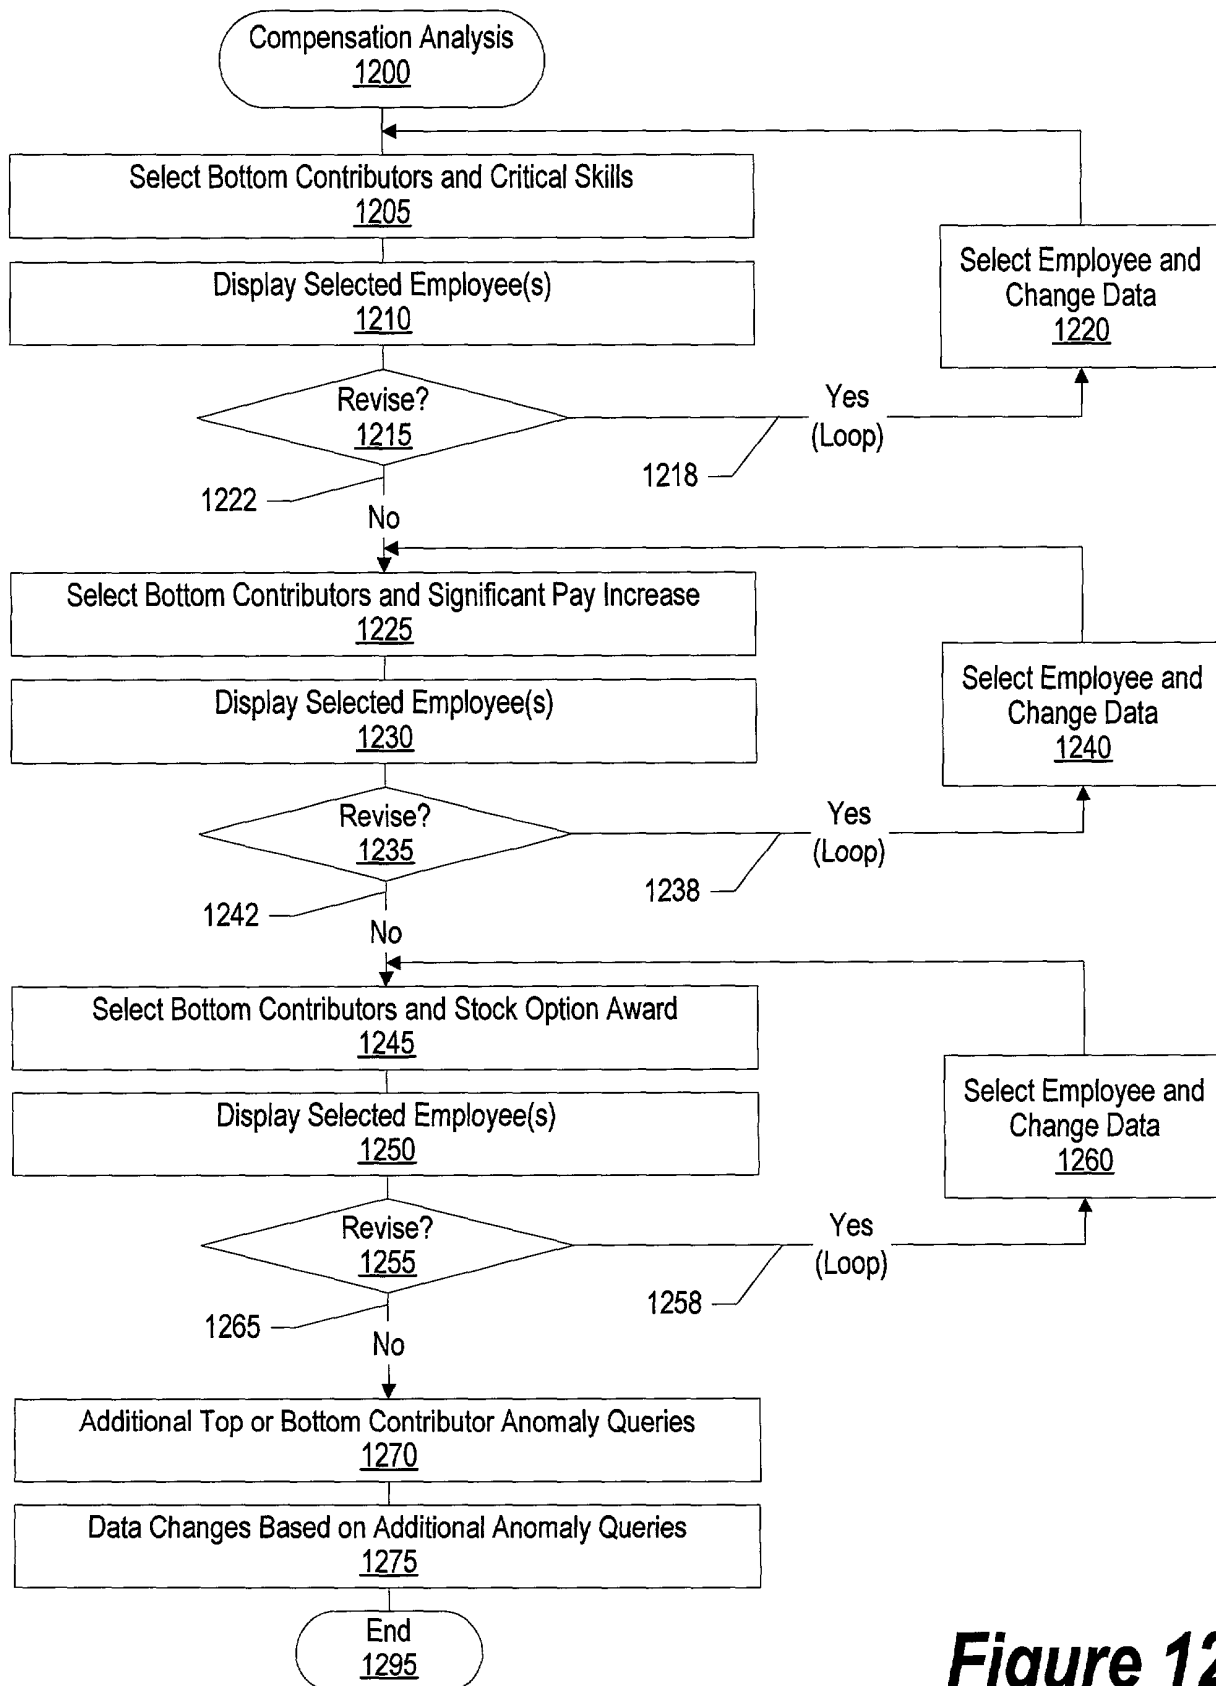 Compensation Analysis
1200
Select Bottom Contributors and Critical Skills
1205
Display Selected Employee(s)
1210
Select Employee and
Change Data
1220
Revise?
1215
Yes
(Loop)
1218
1222
No
Select Bottom Contributors and Significant Pay Increase
1225
Display Selected Employee(s)
1230
Select Employee and
Change Data
1240
Revise?
1235
Yes
(Loop)
1238
1242
No
Select Bottom Contributors and Stock Option Award
1245
Display Selected Employee(s)
1250
Select Employee and
Change Data
1260
Revise?
1255
Yes
(Loop)
1258
1265
No
Additional Top or Bottom Contributor Anomaly Queries
1270
Data Changes Based on Additional Anomaly Queries
1275
End
1295
Figure 12